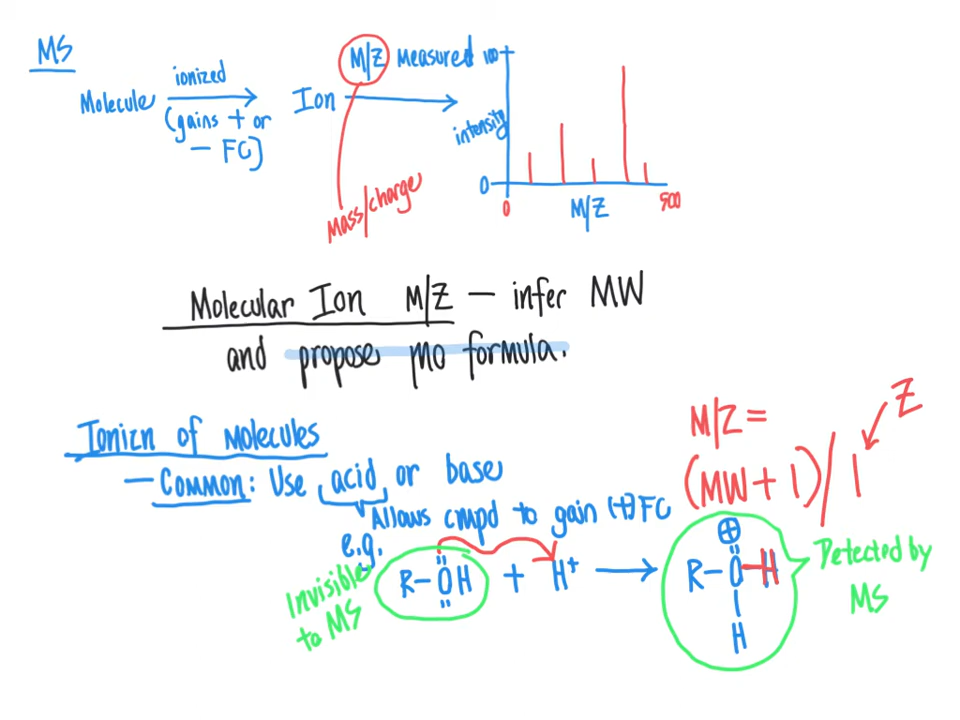 MS
Molecule
ionized
(gains + or
− FC)
Ion
M/Z Measured
Mass/charge
100
intensity
0
0
M/Z
500
Molecular Ion M/Z — infer MW
and propose mo formula.
Ionizn of molecules
— Common: Use acid or base
Allows cmpd to gain (+) FC
e.g.
Invisible
to MS
R–ÖH + H⁺
M/Z =
(MW + 1)/1
Z
⊕
R–Ö–H
H
Detected by
MS